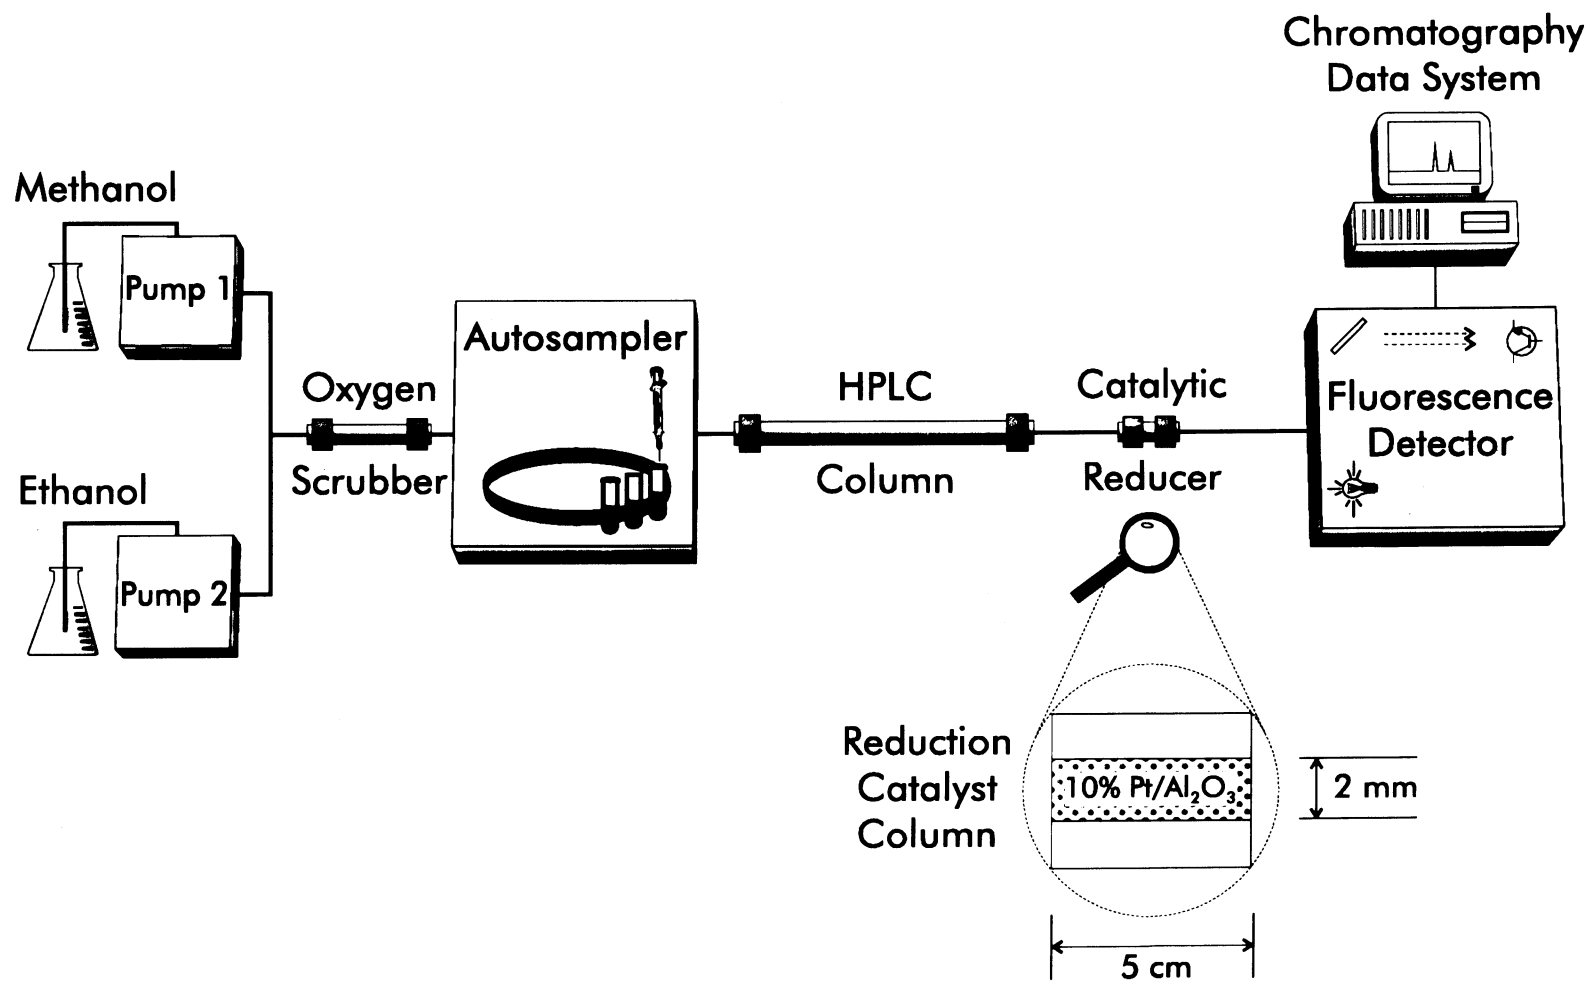 Chromatography
Data System
Methanol
Pump 1
Autosampler
Oxygen
Scrubber
HPLC
Column
Catalytic
Reducer
Fluorescence
Detector
Ethanol
Pump 2
Reduction
Catalyst
Column
10% Pt/Al₂O₃
2 mm
5 cm